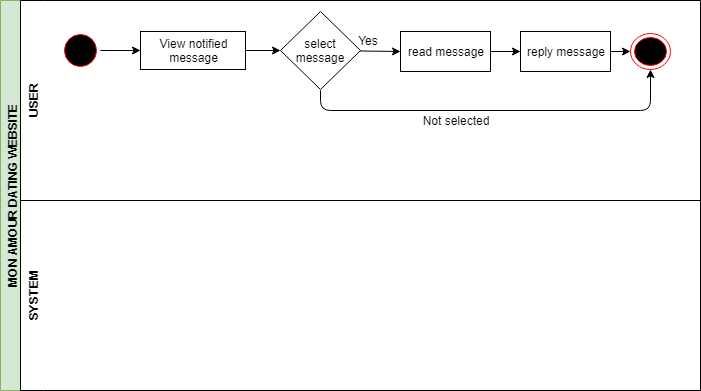 MON AMOUR DATING WEBSITE
USER
View notified
message
select
message
Yes
read message
reply message
Not selected
SYSTEM